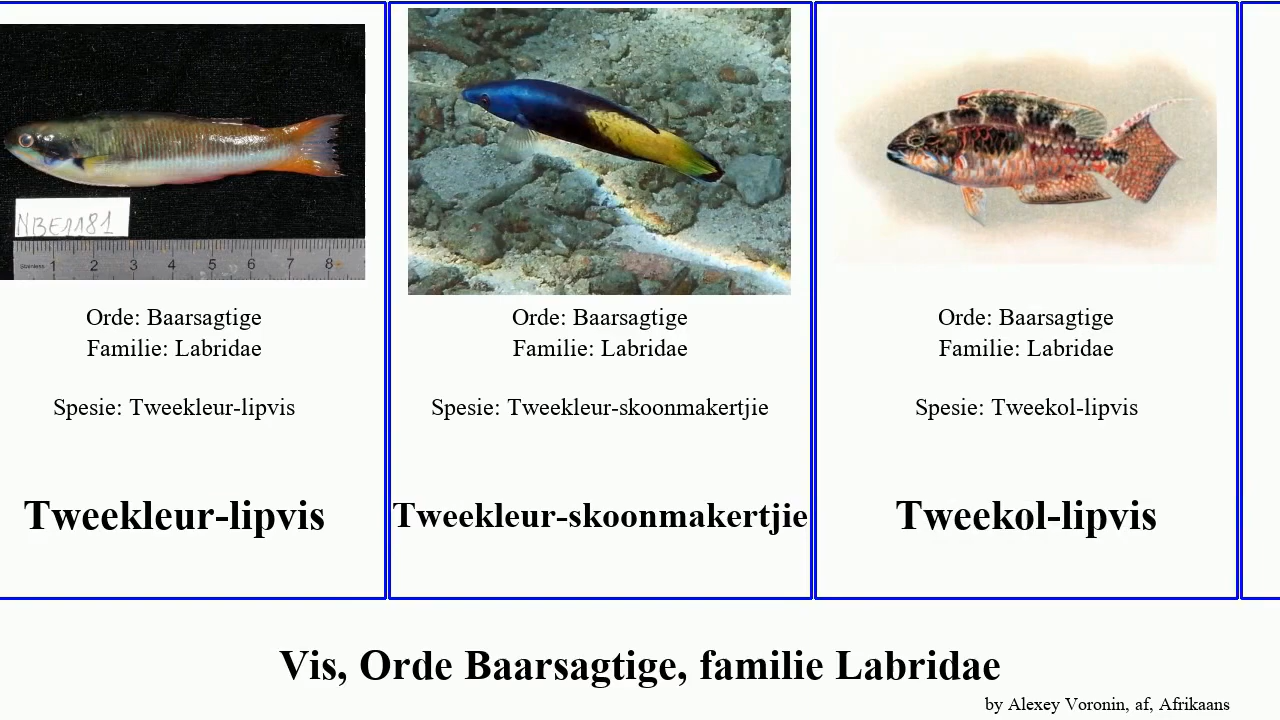 NBE1181
Stainless 1 2 3 4 5 6 7 8
Orde: Baarsagtige
Familie: Labridae
Spesie: Tweekleur-lipvis
Tweekleur-lipvis
Orde: Baarsagtige
Familie: Labridae
Spesie: Tweekleur-skoonmakertjie
Tweekleur-skoonmakertjie
Orde: Baarsagtige
Familie: Labridae
Spesie: Tweekol-lipvis
Tweekol-lipvis
Vis, Orde Baarsagtige, familie Labridae
by Alexey Voronin, af, Afrikaans